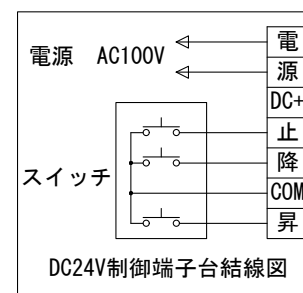 電源 AC100V
スイッチ
電
源
DC+
止
降
COM
昇
DC24V制御端子台結線図